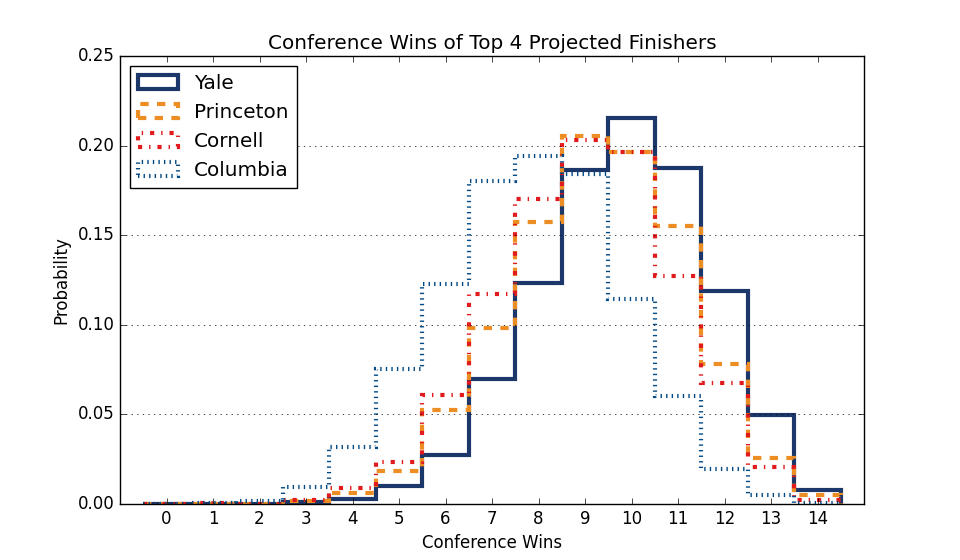 Conference Wins of Top 4 Projected Finishers
0.25
0.20
0.15
0.10
0.05
0.00
Probability
Yale
Princeton
Cornell
Columbia
0 1 2 3 4 5 6 7 8 9 10 11 12 13 14
Conference Wins